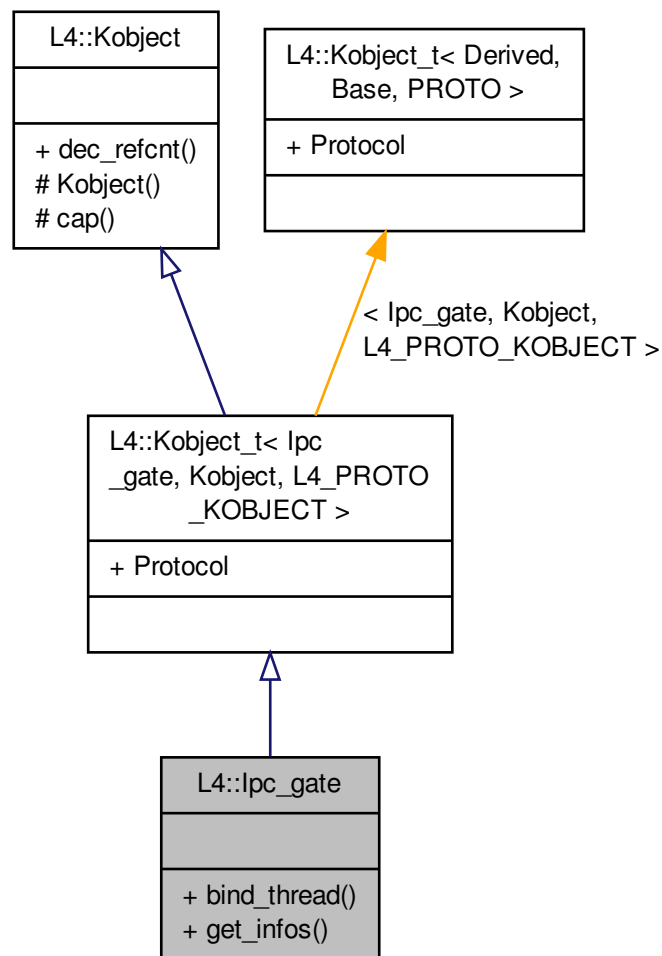 L4::Kobject
+ dec_refcnt()
# Kobject()
# cap()
L4::Kobject_t< Derived,
Base, PROTO >
+ Protocol
< Ipc_gate, Kobject,
L4_PROTO_KOBJECT >
L4::Kobject_t< Ipc
_gate, Kobject, L4_PROTO
_KOBJECT >
+ Protocol
L4::Ipc_gate
+ bind_thread()
+ get_infos()